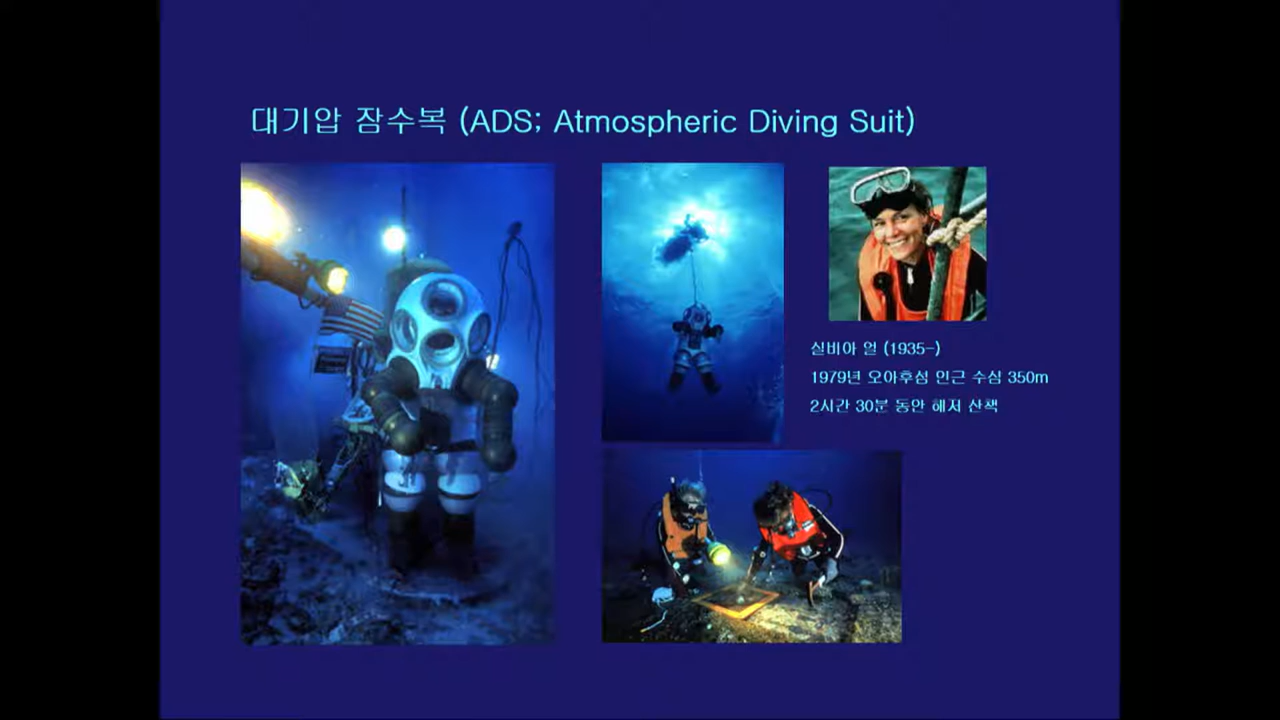 대기압 잠수복 (ADS; Atmospheric Diving Suit)
실비아 얼 (1935-)
1979년 오아후섬 인근 수심 350m
2시간 30분 동안 해저 산책